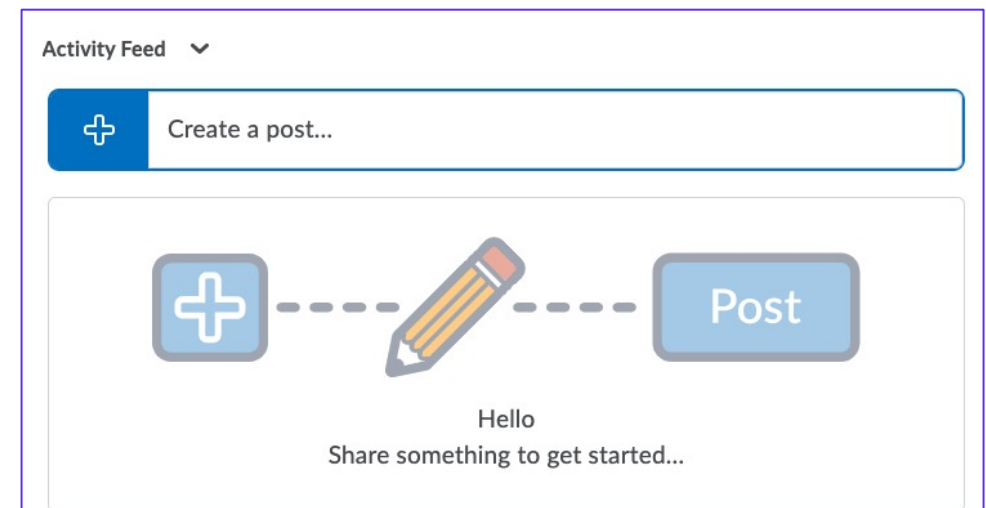 Activity Feed
Create a post...
Post
Hello
Share something to get started...